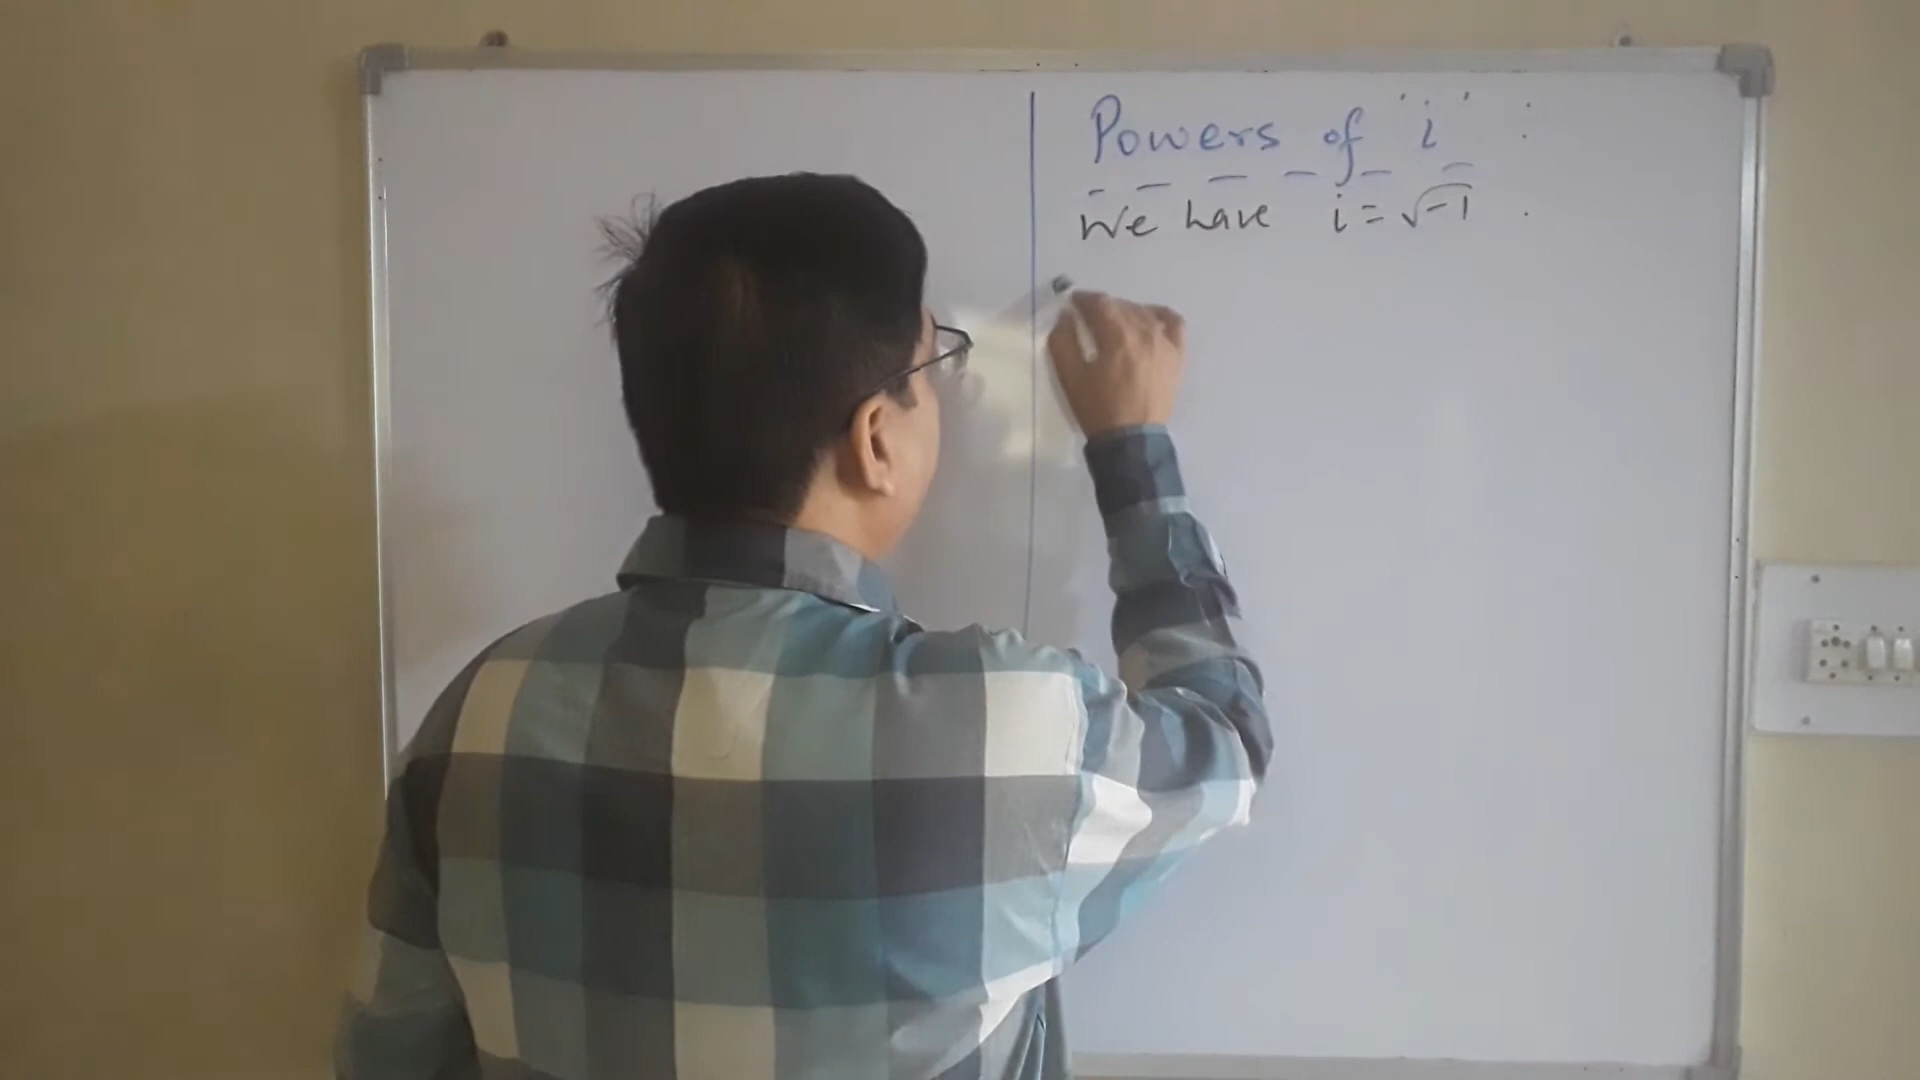 Powers of 'i' :
We have i = √-1 .